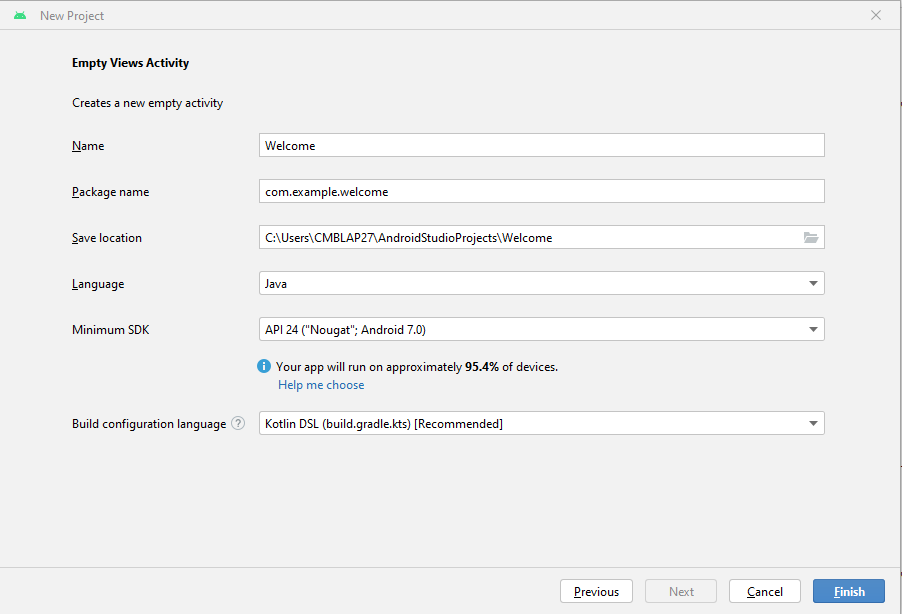 New Project
Empty Views Activity
Creates a new empty activity
Name Welcome
Package name com.example.welcome
Save location C:\Users\CMBLAP27\AndroidStudioProjects\Welcome
Language Java
Minimum SDK API 24 ("Nougat"; Android 7.0)
Your app will run on approximately 95.4% of devices.
Help me choose
Build configuration language ? Kotlin DSL (build.gradle.kts) [Recommended]
Previous Next Cancel Finish